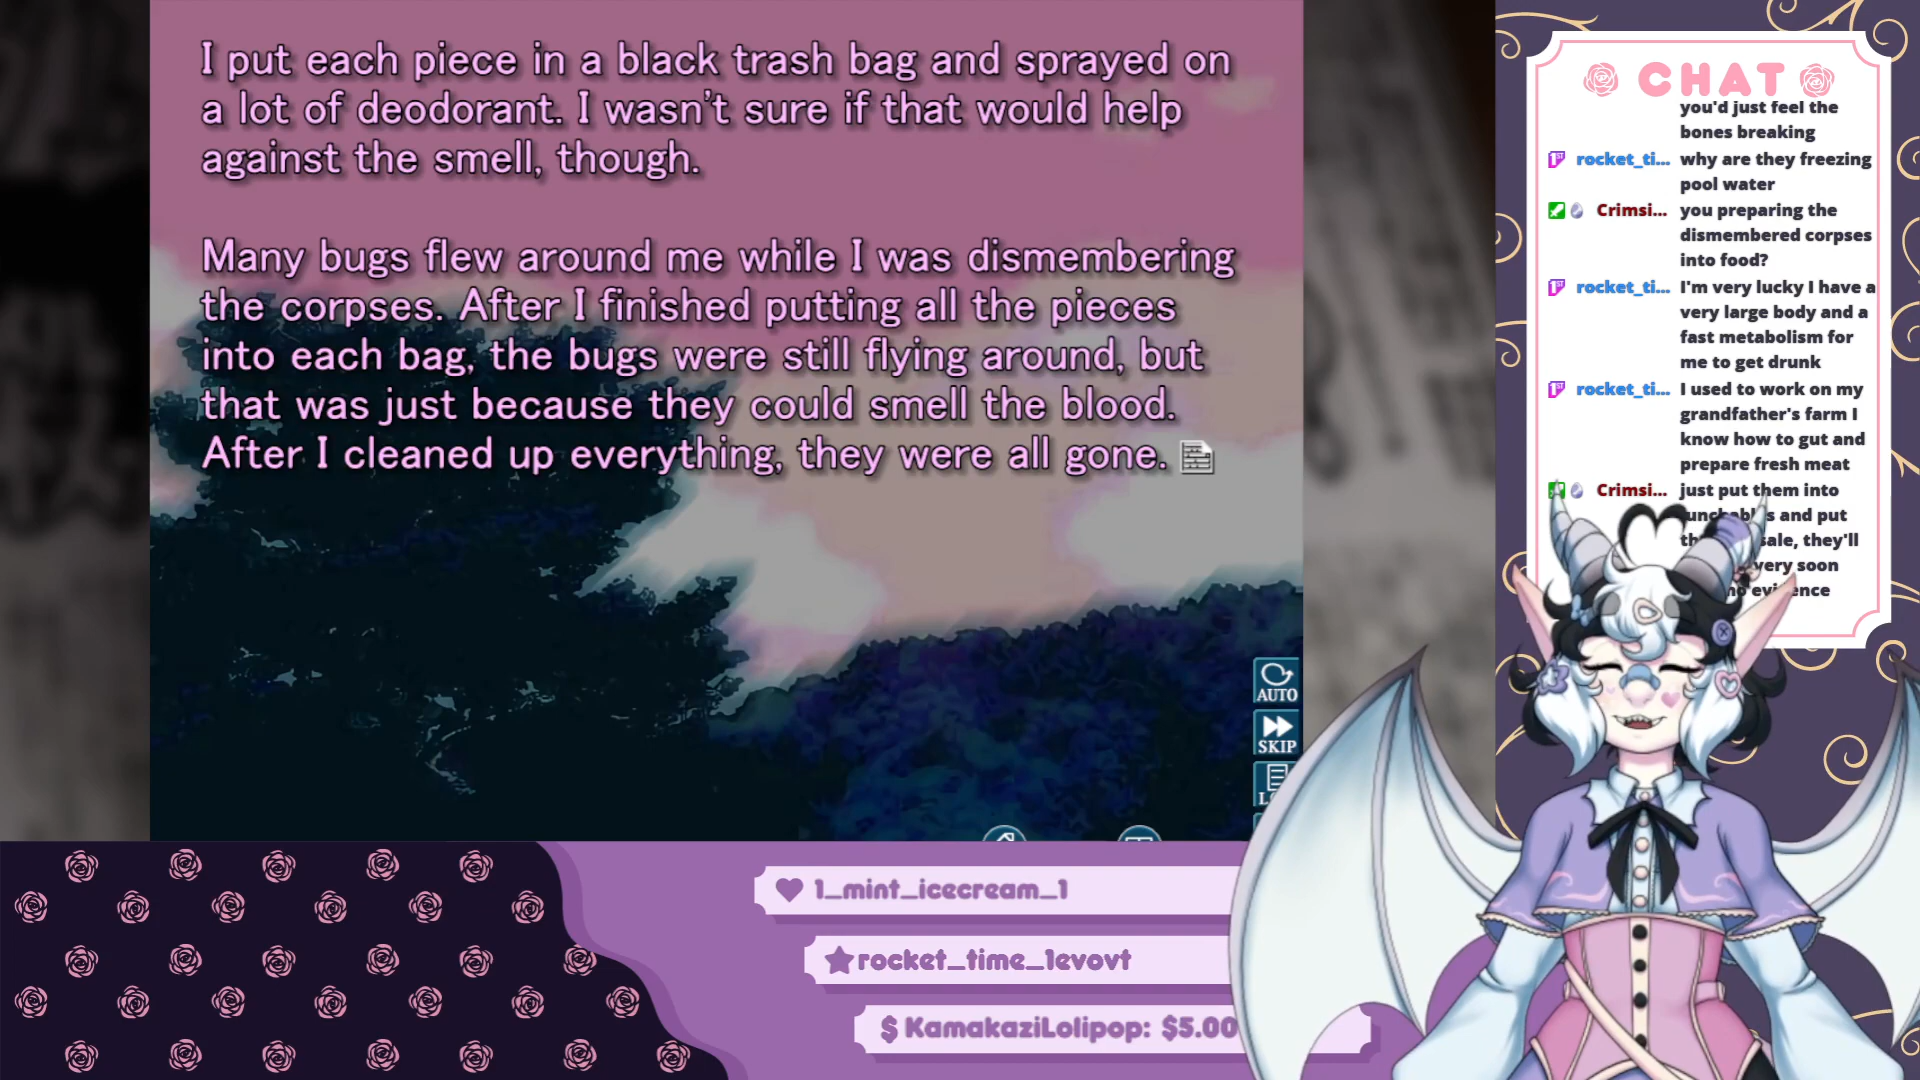 I put each piece in a black trash bag and sprayed on
a lot of deodorant. I wasn't sure if that would help
against the smell, though.
Many bugs flew around me while I was dismembering
the corpses. After I finished putting all the pieces
into each bag, the bugs were still flying around, but
that was just because they could smell the blood.
After I cleaned up everything, they were all gone.
AUTO
SKIP
CHAT
you'd just feel the
bones breaking
rocket_ti... why are they freezing
pool water
Crimsi... you preparing the
dismembered corpses
into food?
rocket_ti... I'm very lucky I have a
very large body and a
fast metabolism for
me to get drunk
rocket_ti... I used to work on my
grandfather's farm I
know how to gut and
prepare fresh meat
Crimsi... just put them into
and put
sale, they'll
very soon
1_mint_icecream_1
rocket_time_1evovt
$ KamakaziLolipop: $5.00